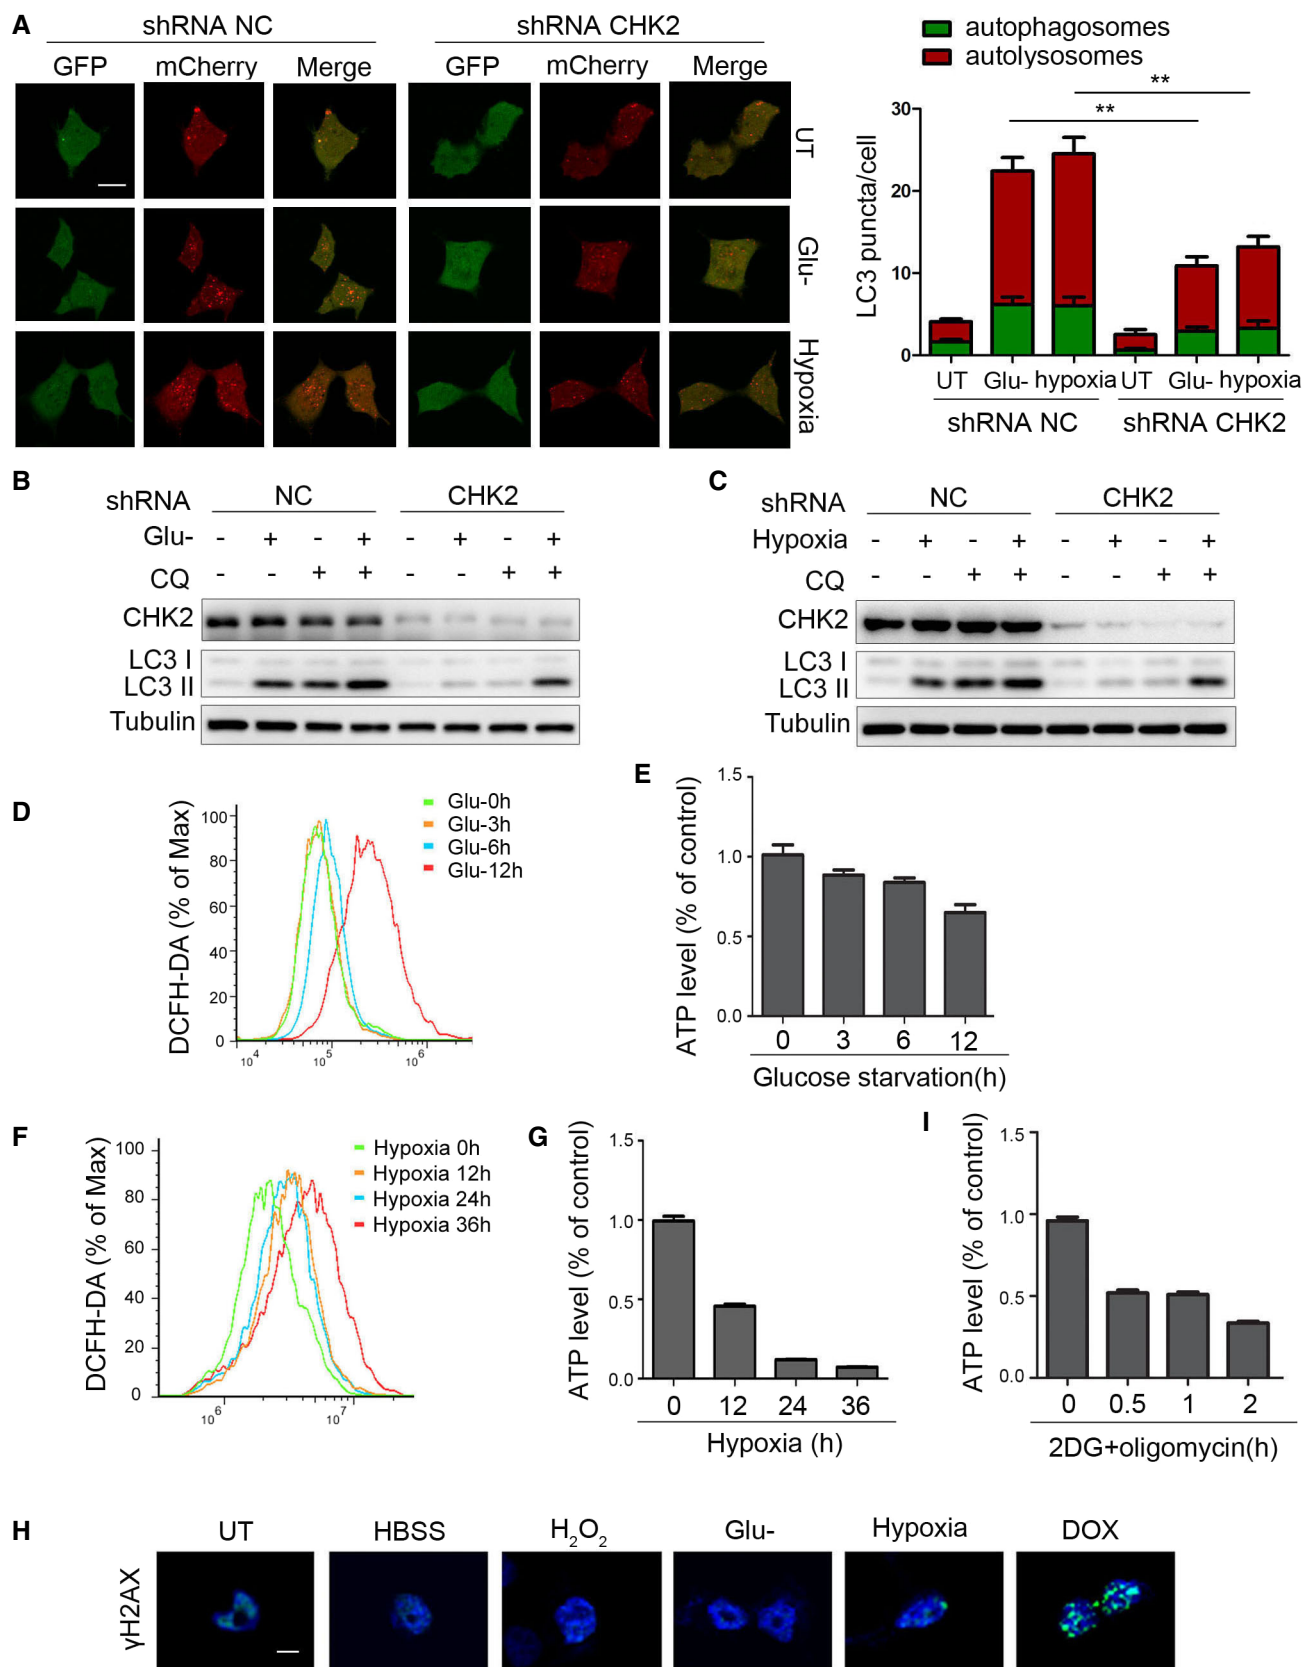 A
shRNA NC
shRNA CHK2
GFP mCherry Merge GFP mCherry Merge
UT
Glu-
Hypoxia
autophagosomes
autolysosomes
**
**
LC3 puncta/cell
30
20
10
0
UT Glu- hypoxia UT Glu- hypoxia
shRNA NC shRNA CHK2
B
shRNA NC CHK2
Glu- - + - + - + - +
CQ - - + + - - + +
CHK2
LC3 I
LC3 II
Tubulin
C
shRNA NC CHK2
Hypoxia - + - + - + - +
CQ - - + + - - + +
CHK2
LC3 I
LC3 II
Tubulin
D
DCFH-DA (% of Max)
100
80
60
40
20
0
10^4 10^5 10^6
Glu-0h
Glu-3h
Glu-6h
Glu-12h
E
ATP level (% of control)
1.5
1.0
0.5
0.0
0 3 6 12
Glucose starvation(h)
F
DCFH-DA (% of Max)
100
80
60
40
20
0
10^6 10^7
Hypoxia 0h
Hypoxia 12h
Hypoxia 24h
Hypoxia 36h
G
ATP level (% of control)
1.5
1.0
0.5
0.0
0 12 24 36
Hypoxia (h)
I
ATP level (% of control)
1.5
1.0
0.5
0.0
0 0.5 1 2
2DG+oligomycin(h)
H
UT HBSS H₂O₂ Glu- Hypoxia DOX
γH2AX